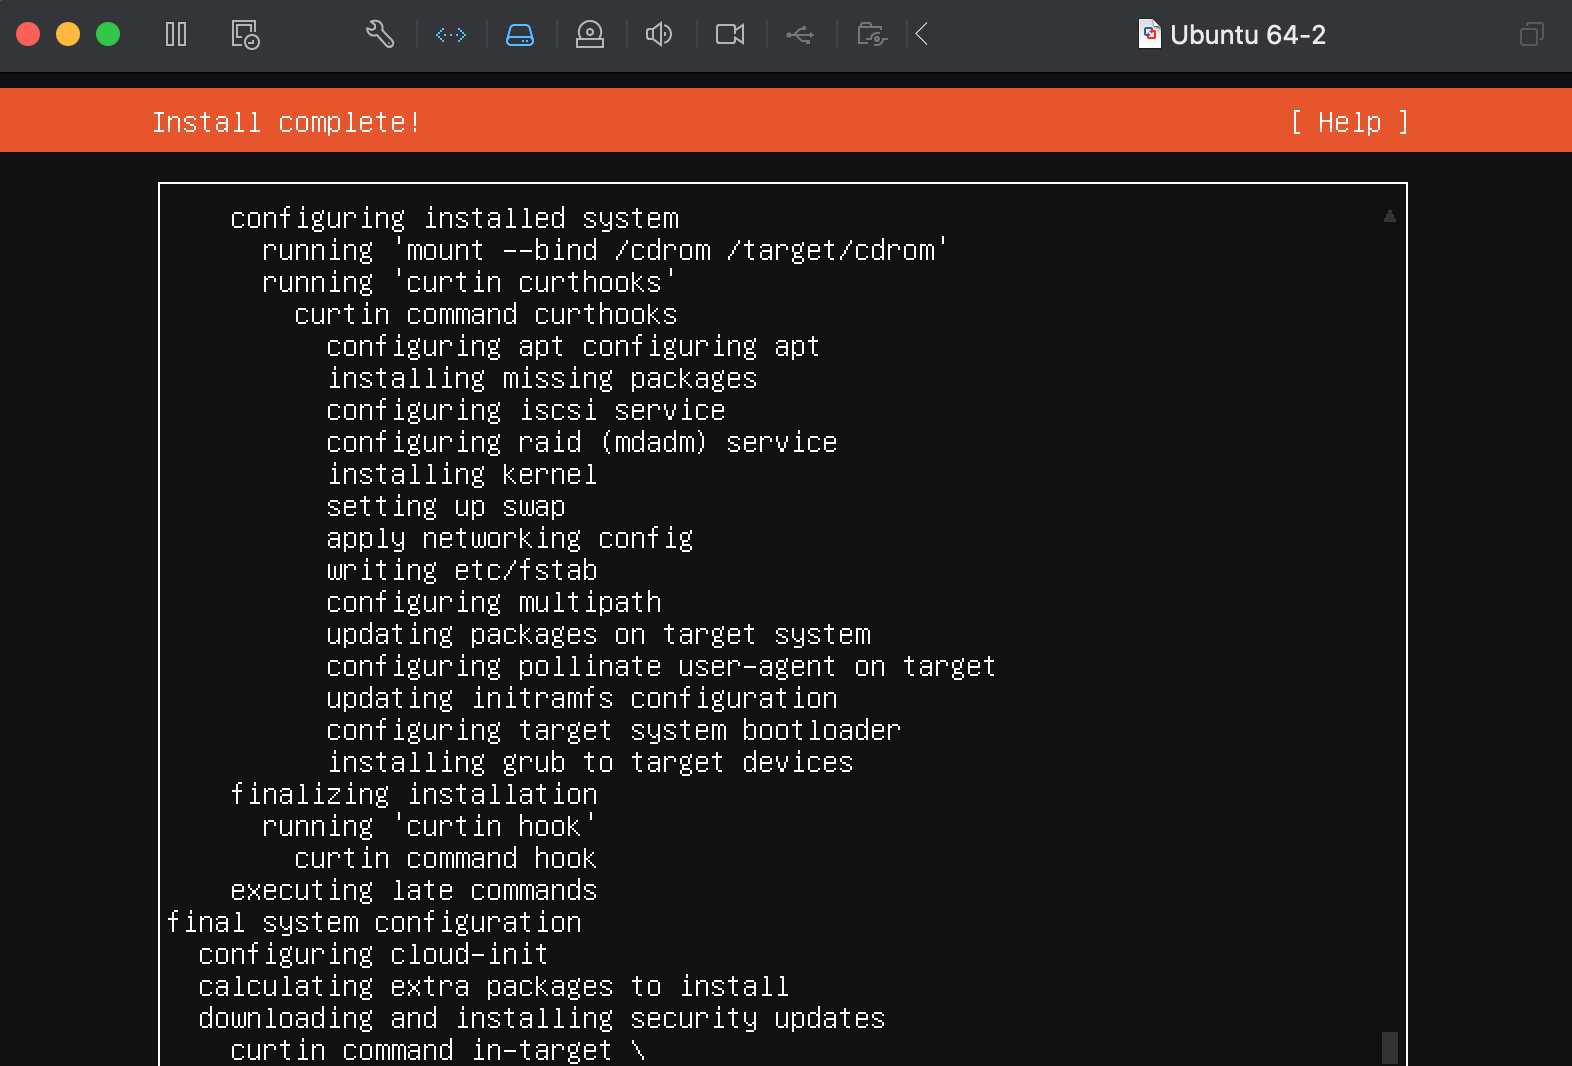 Ubuntu 64-2
Install complete!
[ Help ]
configuring installed system
running 'mount --bind /cdrom /target/cdrom'
running 'curtin curthooks'
curtin command curthooks
configuring apt configuring apt
installing missing packages
configuring iscsi service
configuring raid (mdadm) service
installing kernel
setting up swap
apply networking config
writing etc/fstab
configuring multipath
updating packages on target system
configuring pollinate user-agent on target
updating initramfs configuration
configuring target system bootloader
installing grub to target devices
finalizing installation
running 'curtin hook'
curtin command hook
executing late commands
final system configuration
configuring cloud-init
calculating extra packages to install
downloading and installing security updates
curtin command in-target \